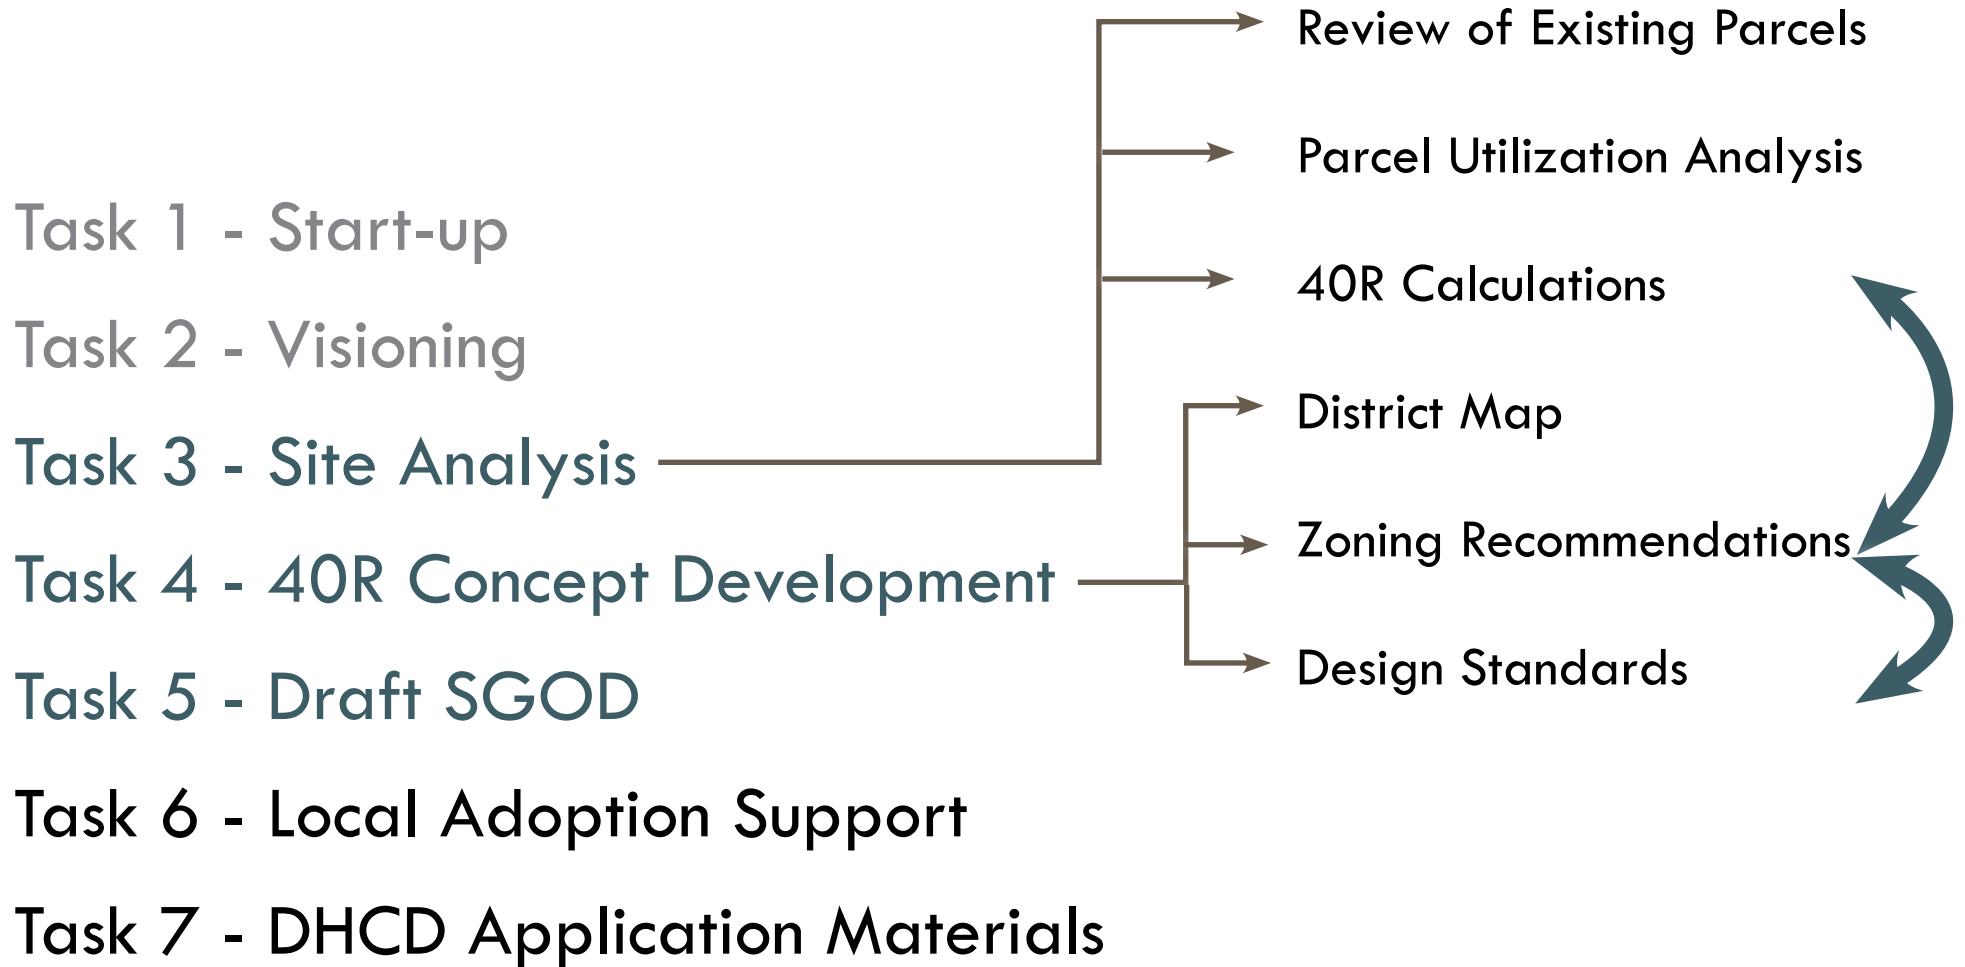 Task 1 - Start-up
Task 2 - Visioning
Task 3 - Site Analysis
Task 4 - 40R Concept Development
Task 5 - Draft SGOD
Task 6 - Local Adoption Support
Task 7 - DHCD Application Materials
Review of Existing Parcels
Parcel Utilization Analysis
40R Calculations
District Map
Zoning Recommendations
Design Standards